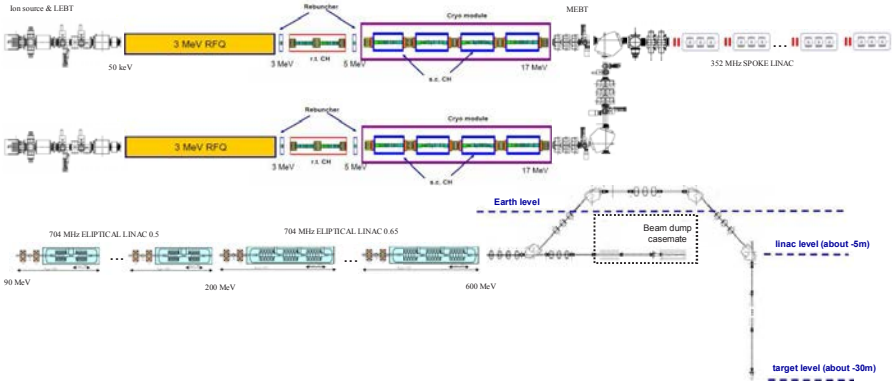 Ion source & LEBT
Rebuncher
Cryo module
MEBT
3 MeV RFQ
50 keV
3 MeV
r.t. CH
5 MeV
s.c. CH
17 MeV
352 MHz SPOKE LINAC
Rebuncher
Cryo module
3 MeV RFQ
3 MeV
r.t. CH
5 MeV
s.c. CH
17 MeV
Earth level
704 MHz ELIPTICAL LINAC 0.5
704 MHz ELIPTICAL LINAC 0.65
Beam dump
casemate
linac level (about -5m)
...
...
90 MeV
200 MeV
600 MeV
target level (about -30m)